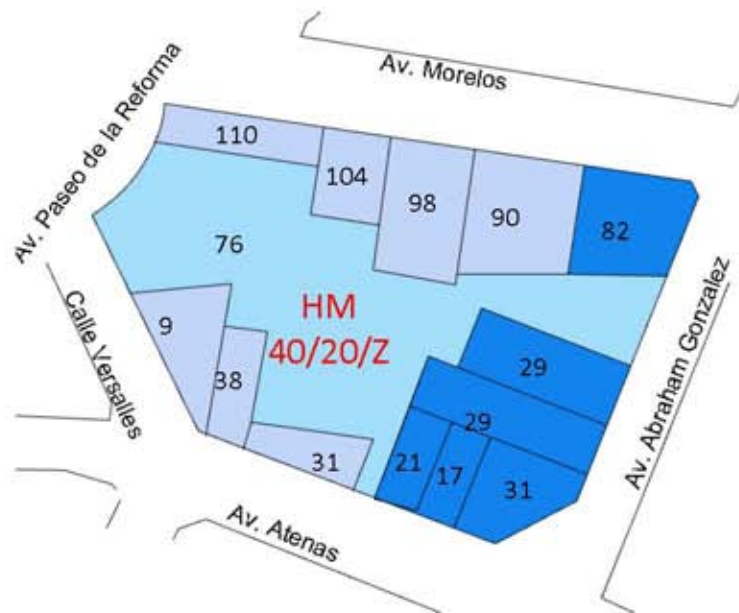 Av. Morelos
Av. Paseo de la Reforma
110
104
98
90
82
76
HM
40/20/Z
9
38
31
29
29
21
17
31
Calle Versalles
Av. Atenas
Av. Abraham Gonzalez